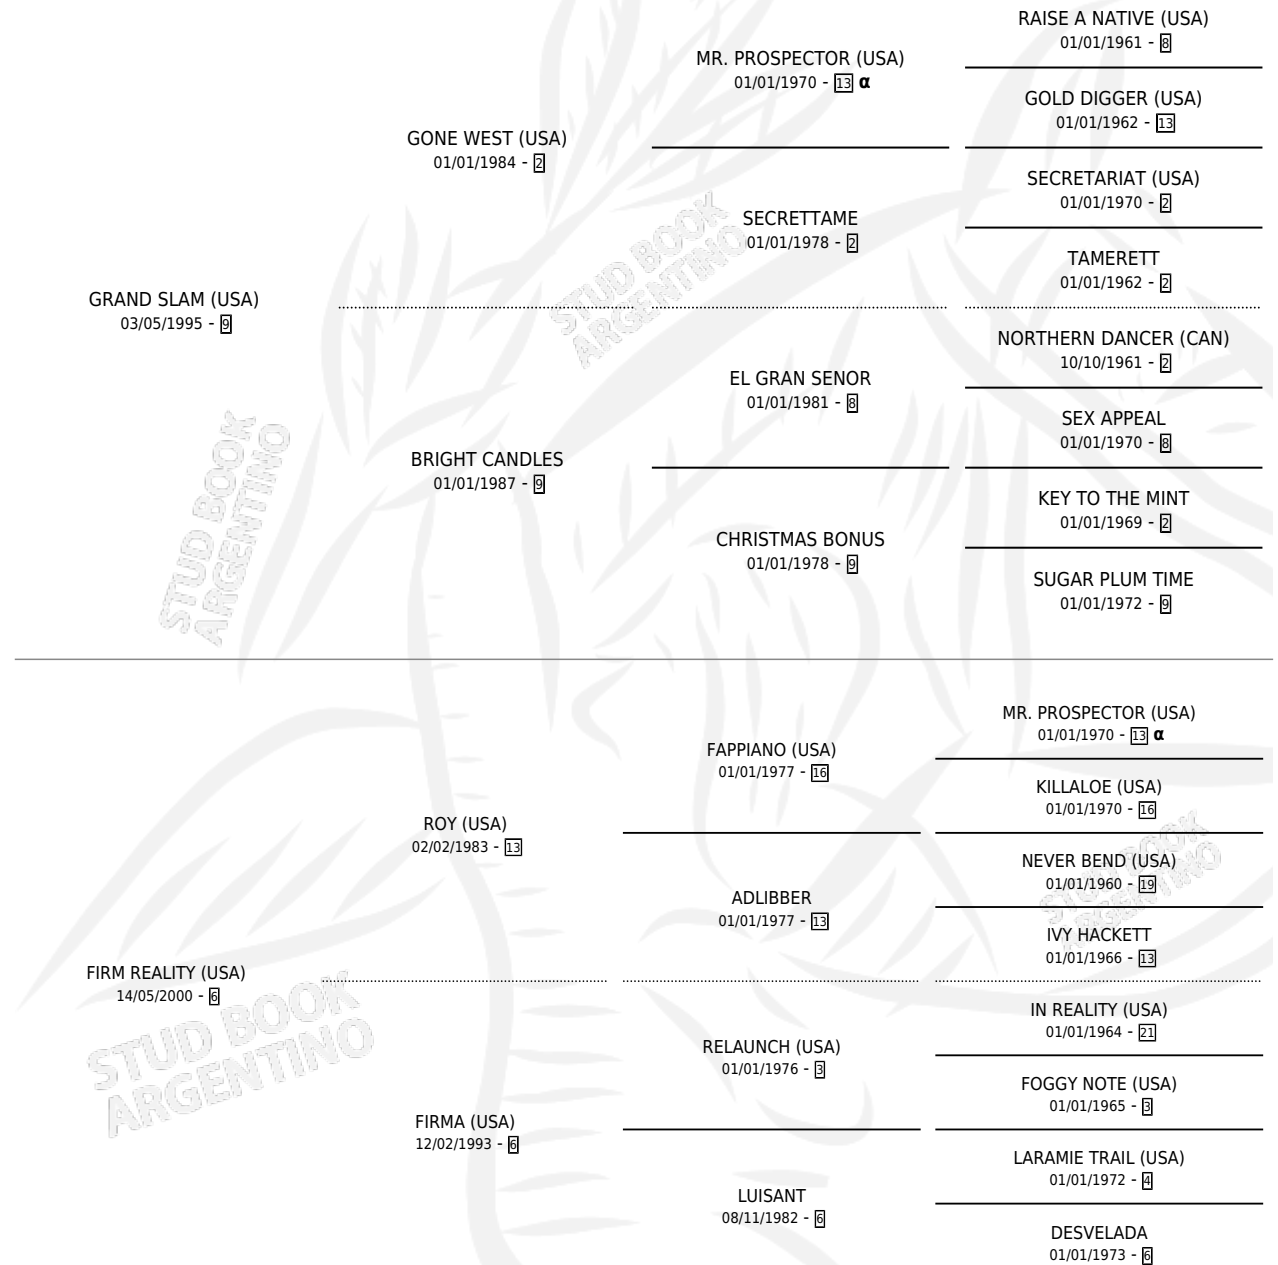 GRAND SLAM (USA)
03/05/1995 - 9
GONE WEST (USA)
01/01/1984 - 2
MR. PROSPECTOR (USA)
01/01/1970 - 13 α
RAISE A NATIVE (USA)
01/01/1961 - 8
GOLD DIGGER (USA)
01/01/1962 - 13
SECRETTAME
01/01/1978 - 2
SECRETARIAT (USA)
01/01/1970 - 2
TAMERETT
01/01/1962 - 2
BRIGHT CANDLES
01/01/1987 - 9
EL GRAN SENOR
01/01/1981 - 8
NORTHERN DANCER (CAN)
10/10/1961 - 2
SEX APPEAL
01/01/1970 - 8
CHRISTMAS BONUS
01/01/1978 - 9
KEY TO THE MINT
01/01/1969 - 2
SUGAR PLUM TIME
01/01/1972 - 9
FIRM REALITY (USA)
14/05/2000 - 6
ROY (USA)
02/02/1983 - 13
FAPPIANO (USA)
01/01/1977 - 16
MR. PROSPECTOR (USA)
01/01/1970 - 13 α
KILLALOE (USA)
01/01/1970 - 16
ADLIBBER
01/01/1977 - 13
NEVER BEND (USA)
01/01/1960 - 19
IVY HACKETT
01/01/1966 - 13
FIRMA (USA)
12/02/1993 - 6
RELAUNCH (USA)
01/01/1976 - 3
IN REALITY (USA)
01/01/1964 - 21
FOGGY NOTE (USA)
01/01/1965 - 3
LUISANT
08/11/1982 - 6
LARAMIE TRAIL (USA)
01/01/1972 - 4
DESVELADA
01/01/1973 - 6
STUD BOOK
ARGENTINO
STUD BOOK
ARGENTINO
STUD BOOK
ARGENTINO
STUD BOOK
ARGENTINO